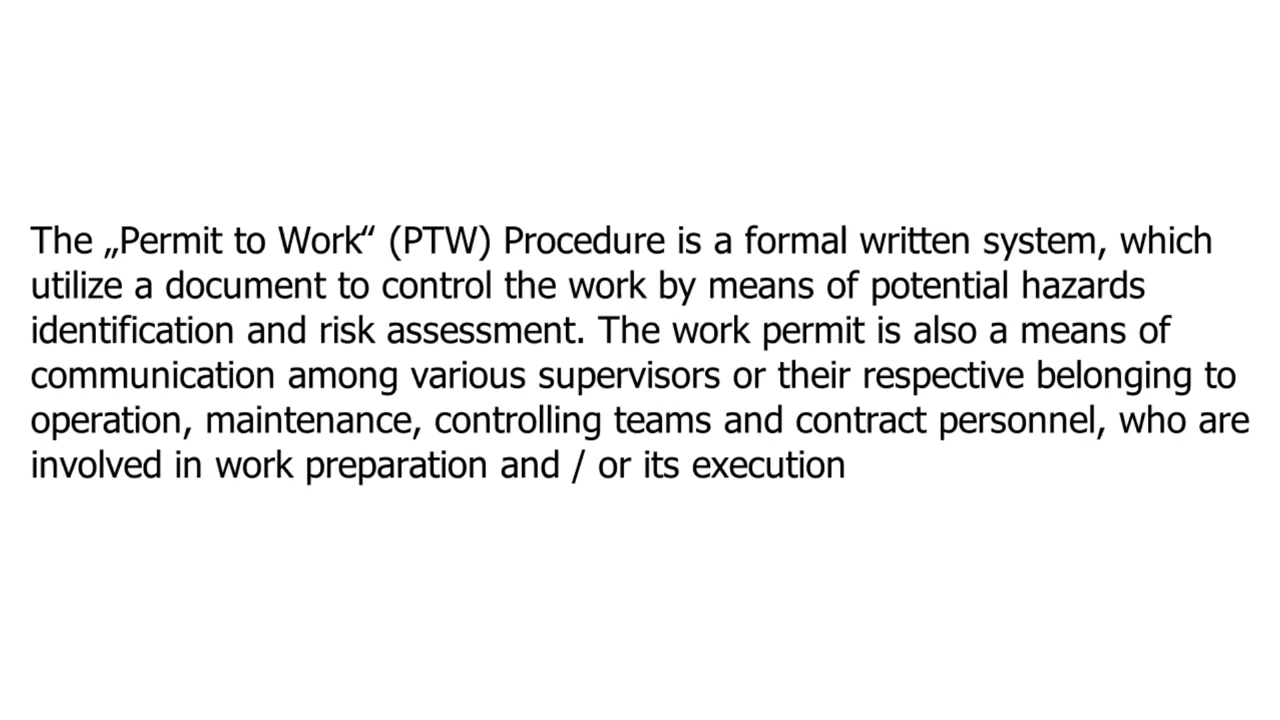 The „Permit to Work“ (PTW) Procedure is a formal written system, which
utilize a document to control the work by means of potential hazards
identification and risk assessment. The work permit is also a means of
communication among various supervisors or their respective belonging to
operation, maintenance, controlling teams and contract personnel, who are
involved in work preparation and / or its execution